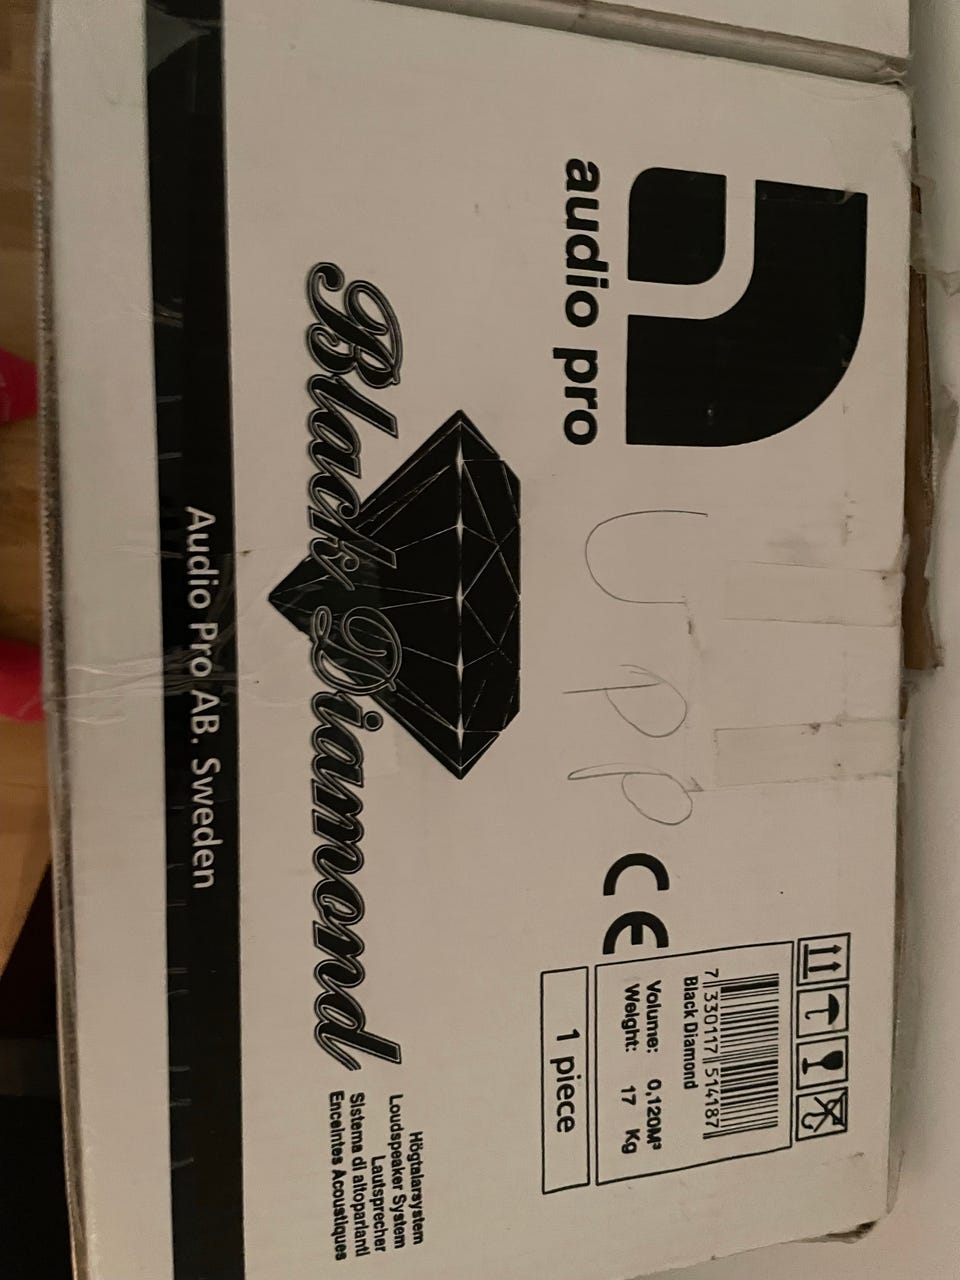 audio pro
Upp
CE
7 330117 514187
Black Diamond
Volume: 0,120M³
Weight: 17 Kg
1 piece
Black Diamond
Högtalarsystem
Loudspeaker System
Lautsprecher
Sistema di altoparlanti
Enceintes Acoustiques
Audio Pro AB. Sweden